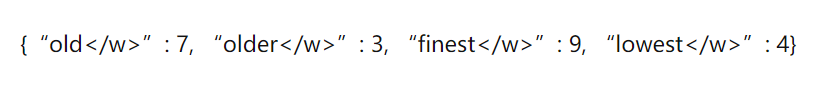 { “old</w>” : 7, “older</w>” : 3, “finest</w>” : 9, “lowest</w>” : 4}